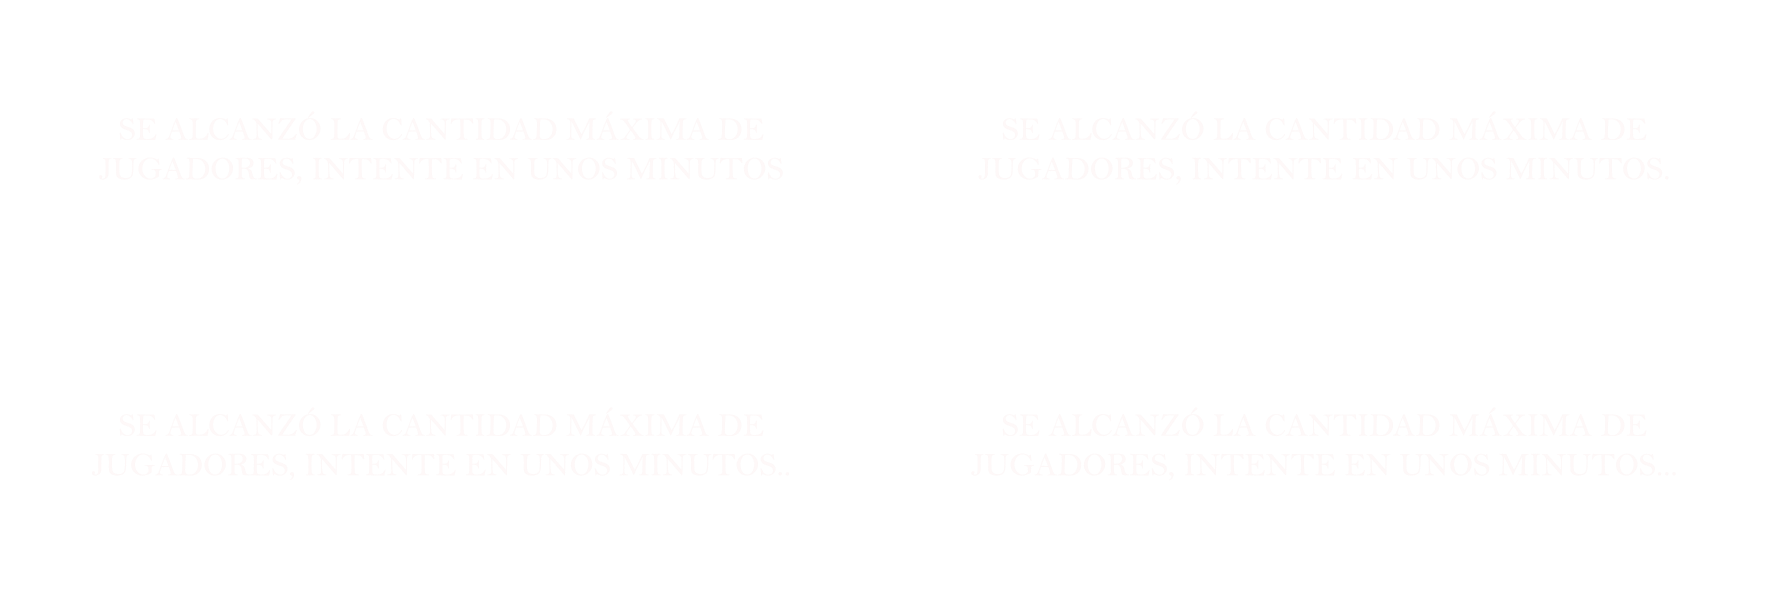 SE ALCANZÓ LA CANTIDAD MÁXIMA DE
JUGADORES, INTENTE EN UNOS MINUTOS
SE ALCANZÓ LA CANTIDAD MÁXIMA DE
JUGADORES, INTENTE EN UNOS MINUTOS.
SE ALCANZÓ LA CANTIDAD MÁXIMA DE
JUGADORES, INTENTE EN UNOS MINUTOS..
SE ALCANZÓ LA CANTIDAD MÁXIMA DE
JUGADORES, INTENTE EN UNOS MINUTOS...